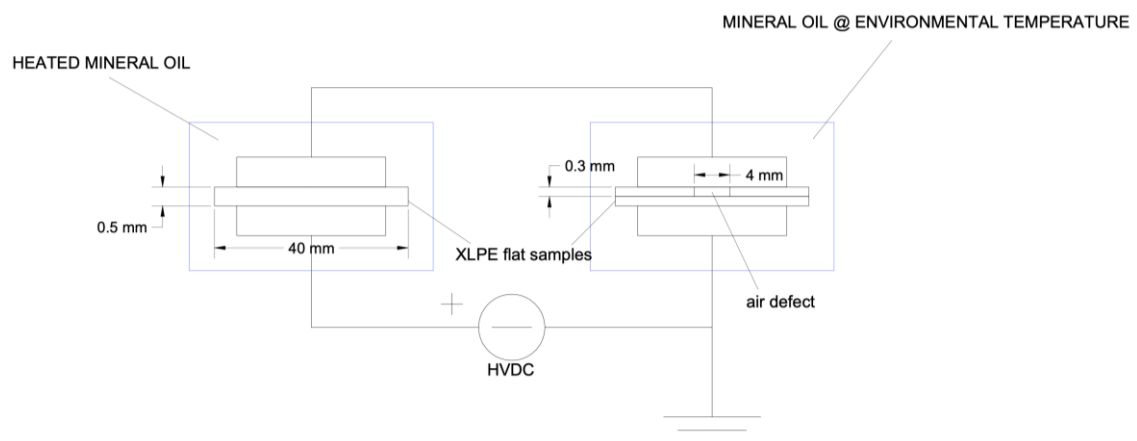 MINERAL OIL @ ENVIRONMENTAL TEMPERATURE
HEATED MINERAL OIL
0.3 mm
4 mm
0.5 mm
40 mm
XLPE flat samples
air defect
HVDC